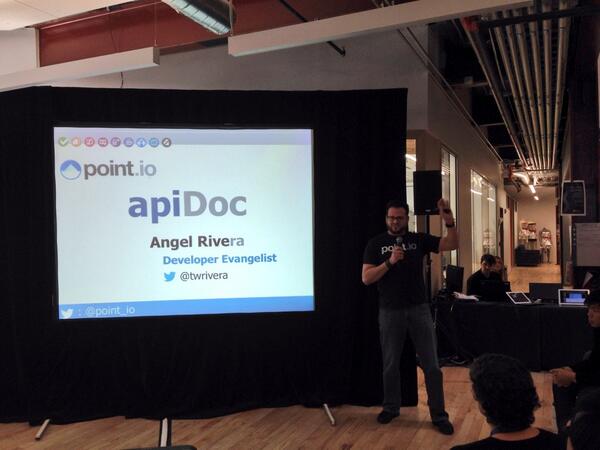 point.io
apiDoc
Angel Rivera
Developer Evangelist
@twrivera
: @point_io
point.io